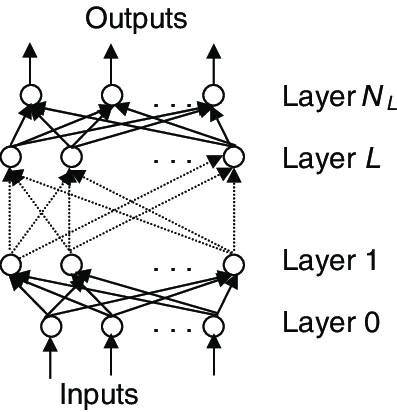 Outputs
. . . Layer N_L
. . . Layer L
. . . Layer 1
. . . Layer 0
Inputs